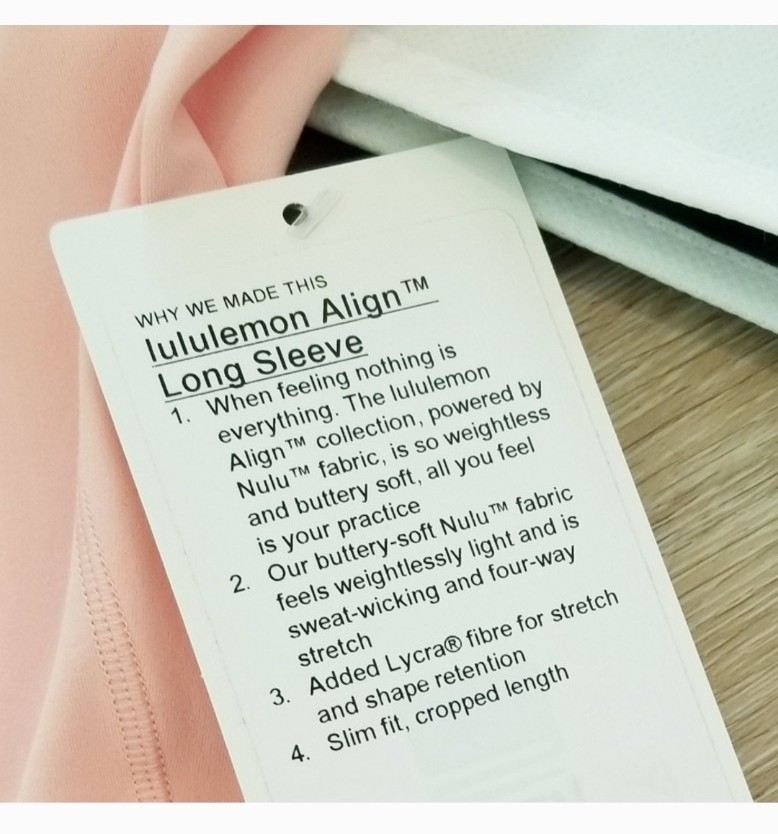 WHY WE MADE THIS
lululemon Align™
Long Sleeve
1. When feeling nothing is
everything. The lululemon
Align™ collection, powered by
Nulu™ fabric, is so weightless
and buttery soft, all you feel
is your practice
2. Our buttery-soft Nulu™ fabric
feels weightlessly light and is
sweat-wicking and four-way
stretch
3. Added Lycra® fibre for stretch
and shape retention
4. Slim fit, cropped length